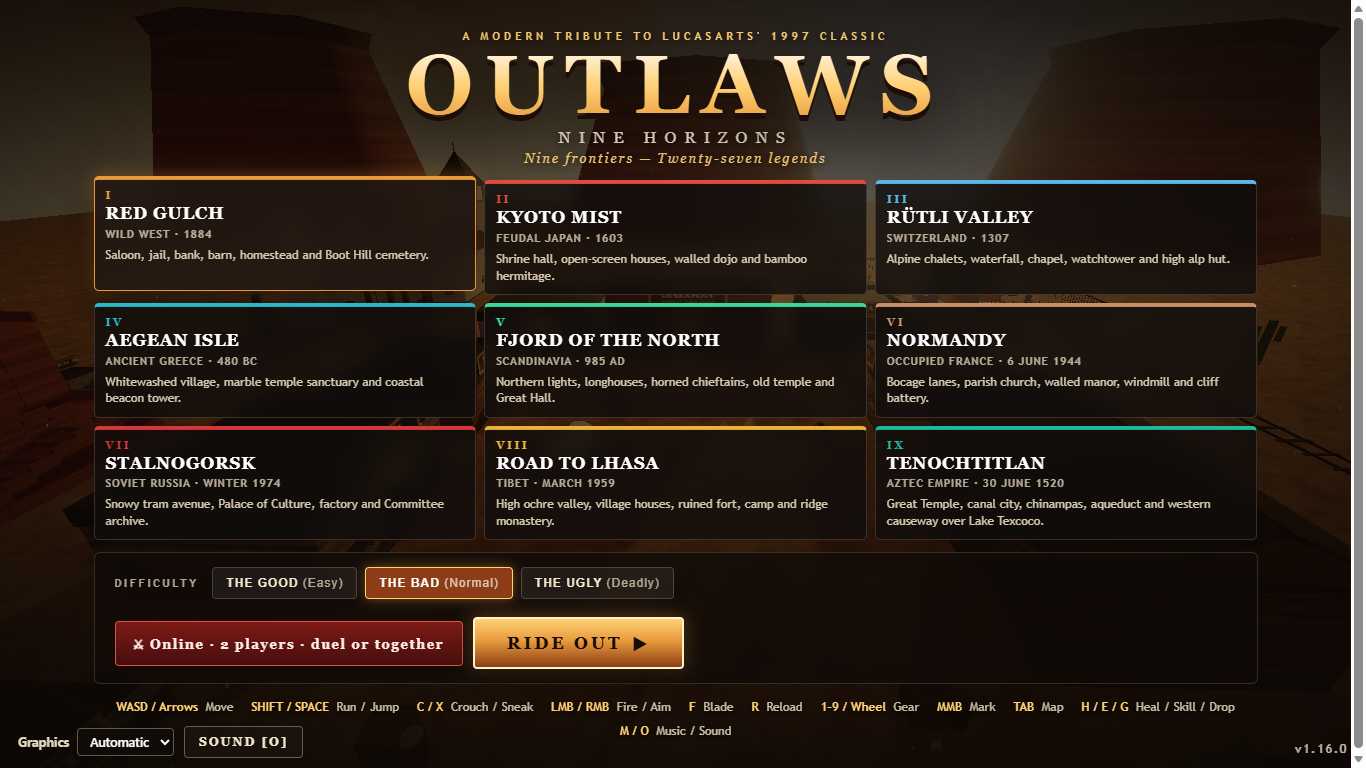 A MODERN TRIBUTE TO LUCASARTS' 1997 CLASSIC
OUTLAWS
NINE HORIZONS
Nine frontiers — Twenty-seven legends
I
RED GULCH
WILD WEST · 1884
Saloon, jail, bank, barn, homestead and Boot Hill cemetery.
II
KYOTO MIST
FEUDAL JAPAN · 1603
Shrine hall, open-screen houses, walled dojo and bamboo
hermitage.
III
RÜTLI VALLEY
SWITZERLAND · 1307
Alpine chalets, waterfall, chapel, watchtower and high alp hut.
SALOON
IV
AEGEAN ISLE
ANCIENT GREECE · 480 BC
Whitewashed village, marble temple sanctuary and coastal
beacon tower.
V
FJORD OF THE NORTH
SCANDINAVIA · 985 AD
Northern lights, longhouses, horned chieftains, old temple and
Great Hall.
VI
NORMANDY
OCCUPIED FRANCE · 6 JUNE 1944
Bocage lanes, parish church, walled manor, windmill and cliff
battery.
VII
STALNOGORSK
SOVIET RUSSIA · WINTER 1974
Snowy tram avenue, Palace of Culture, factory and Committee
archive.
VIII
ROAD TO LHASA
TIBET · MARCH 1959
High ochre valley, village houses, ruined fort, camp and ridge
monastery.
IX
TENOCHTITLAN
AZTEC EMPIRE · 30 JUNE 1520
Great Temple, canal city, chinampas, aqueduct and western
causeway over Lake Texcoco.
DIFFICULTY THE GOOD (Easy) THE BAD (Normal) THE UGLY (Deadly)
⚔ Online · 2 players · duel or together RIDE OUT ▶
WASD / Arrows Move SHIFT / SPACE Run / Jump C / X Crouch / Sneak LMB / RMB Fire / Aim F Blade R Reload 1-9 / Wheel Gear MMB Mark TAB Map H / E / G Heal / Skill / Drop
M / O Music / Sound
Graphics Automatic SOUND [O]
v1.16.0